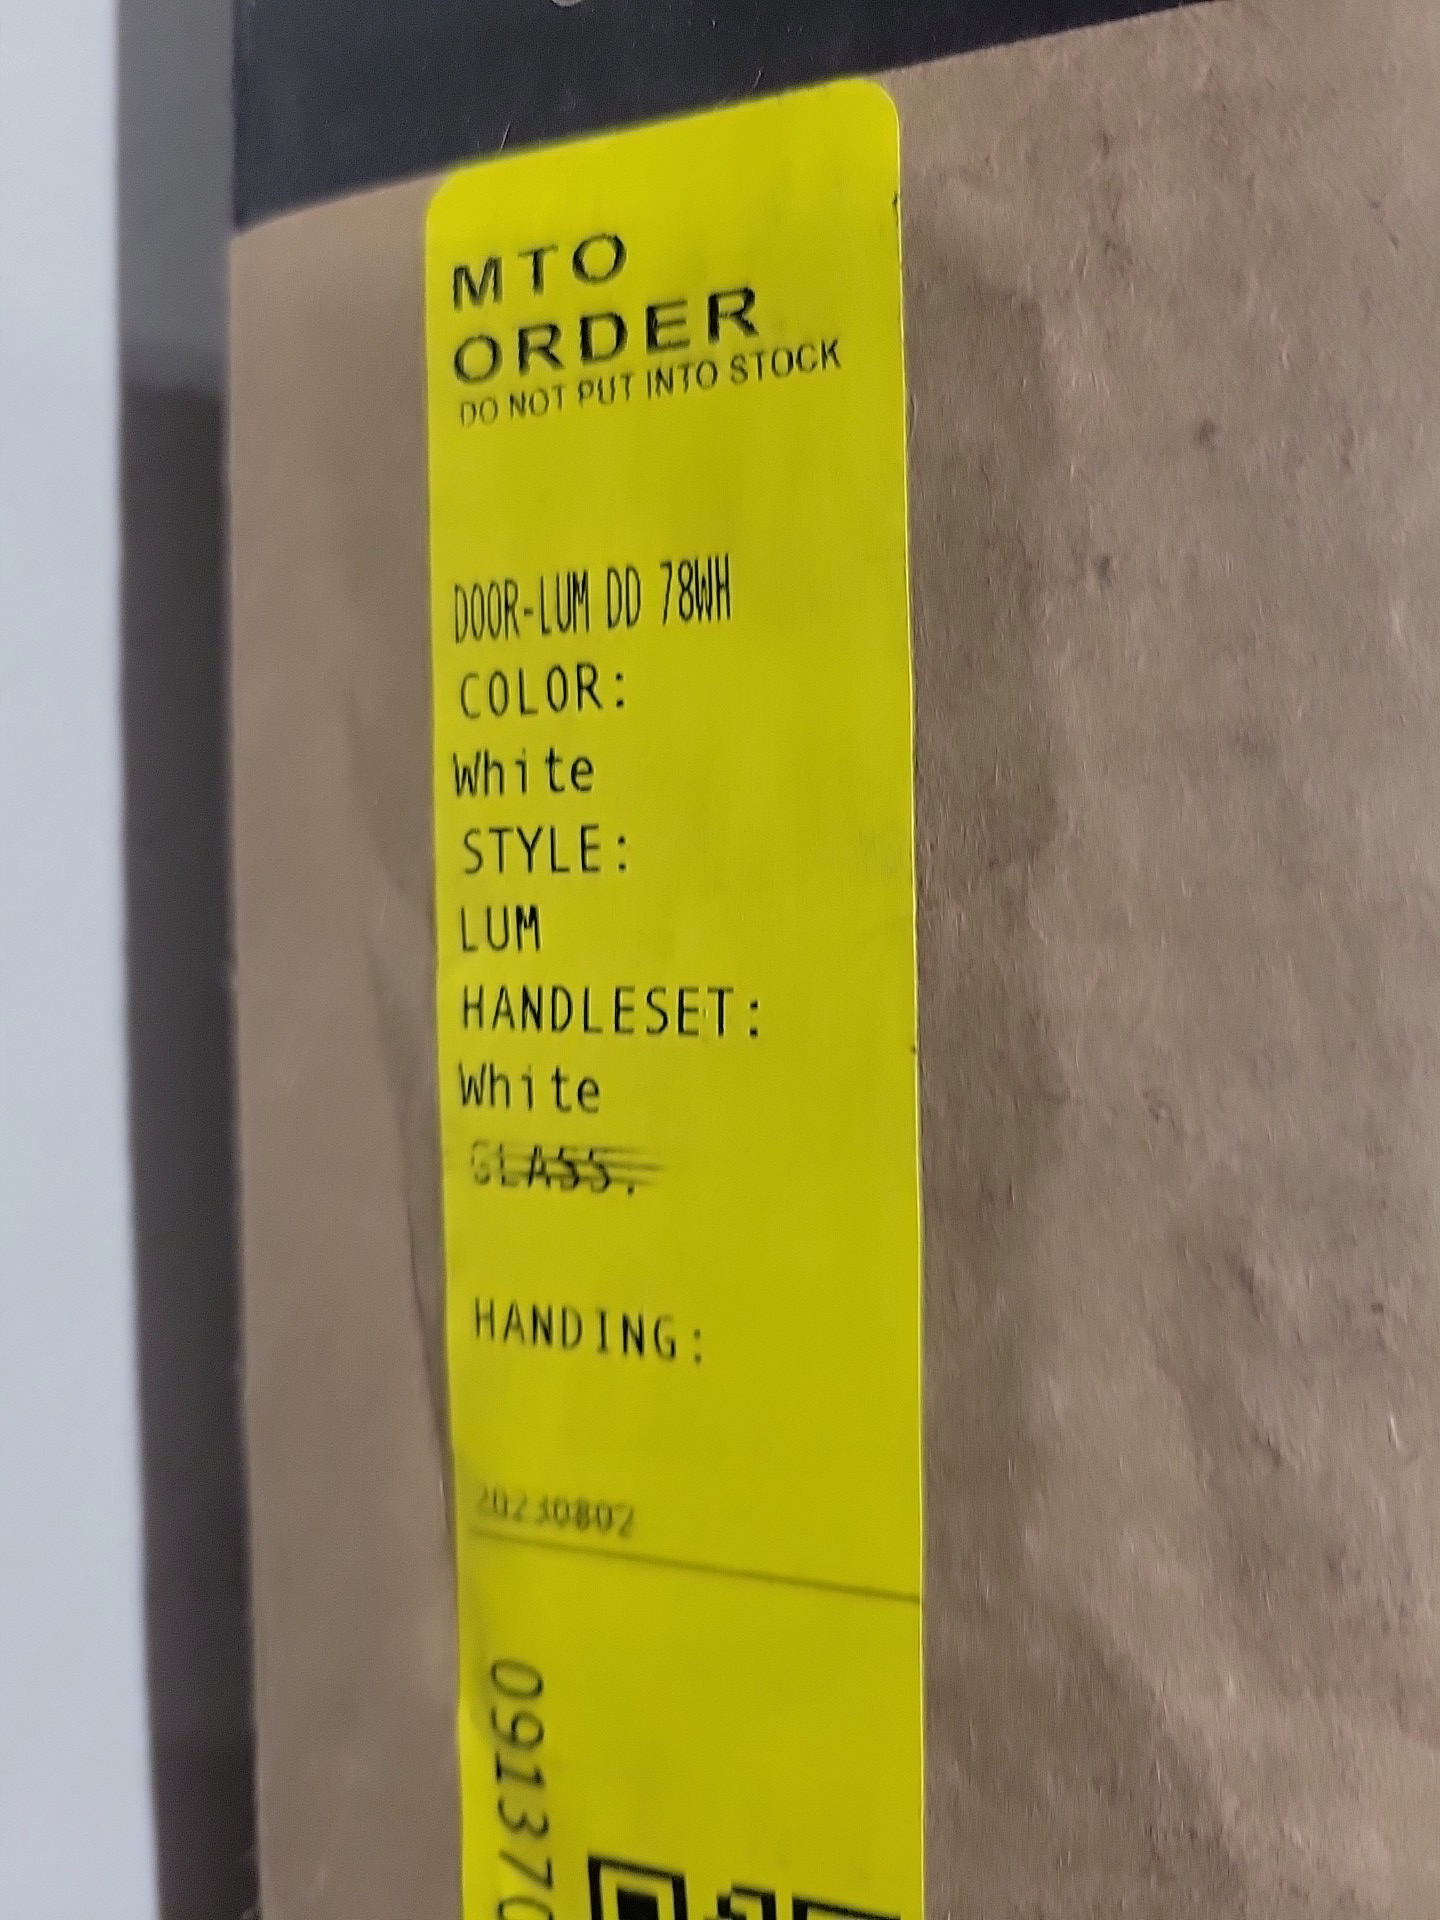 MTO
ORDER
DO NOT PUT INTO STOCK
DOOR-LUM DD 78WH
COLOR:
White
STYLE:
LUM
HANDLESET:
White
GLASS:
HANDING:
20230802
091370